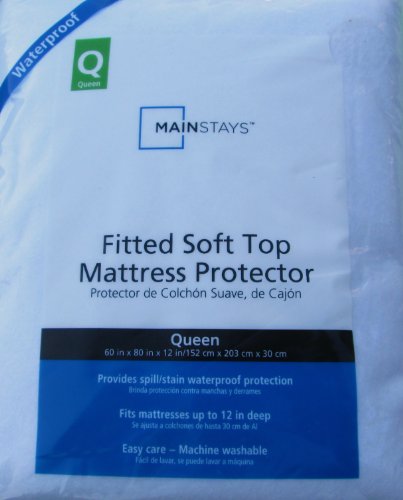 Waterproof
Q
Queen
MAINSTAYS™
Fitted Soft Top
Mattress Protector
Protector de Colchón Suave, de Cajón
Queen
60 in x 80 in x 12 in/152 cm x 203 cm x 30 cm
Provides spill/stain waterproof protection
Brinda protección contra manchas y derrames
Fits mattresses up to 12 in deep
Se ajusta a colchones de hasta 30 cm de Al
Easy care – Machine washable
Fácil de lavar, se puede lavar a máquina